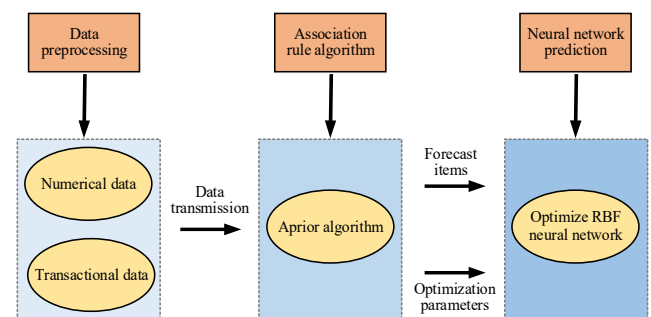 Data
preprocessing
Association
rule algorithm
Neural network
prediction
Numerical data
Transactional data
Data
transmission
Aprior algorithm
Forecast
items
Optimization
parameters
Optimize RBF
neural network